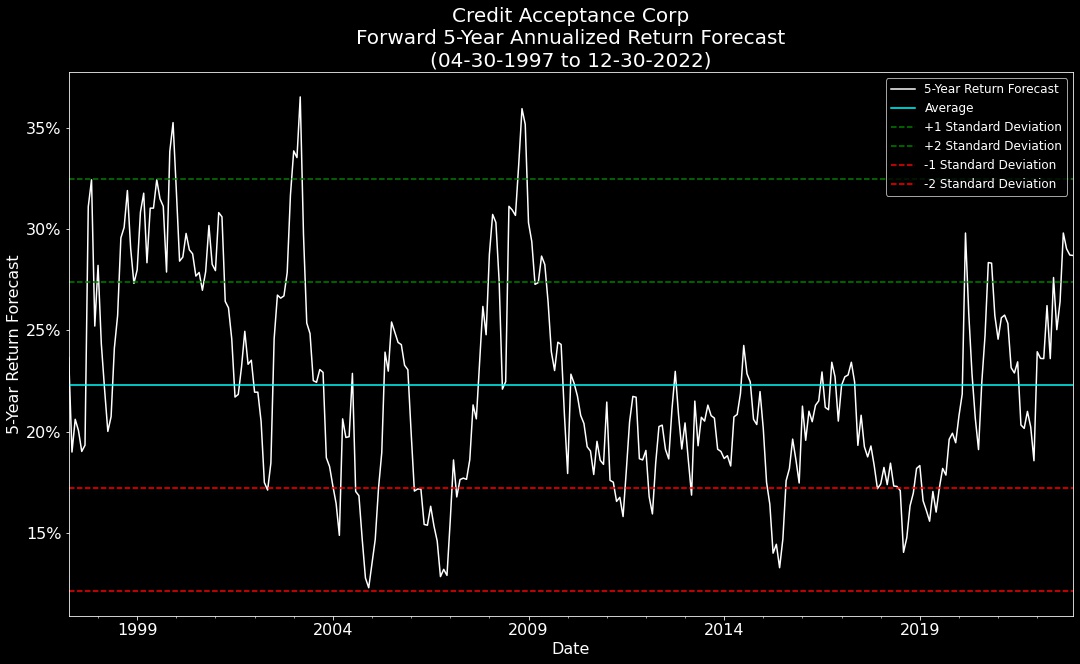 Credit Acceptance Corp
Forward 5-Year Annualized Return Forecast
(04-30-1997 to 12-30-2022)
5-Year Return Forecast
Average
+1 Standard Deviation
+2 Standard Deviation
-1 Standard Deviation
-2 Standard Deviation
5-Year Return Forecast
35%
30%
25%
20%
15%
1999
2004
2009
2014
2019
Date